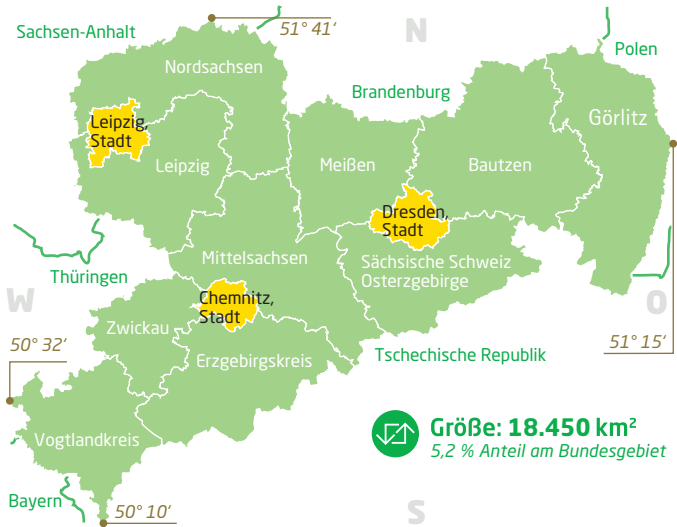 Sachsen-Anhalt
51° 41‘
N
Polen
Nordsachsen
Brandenburg
Görlitz
Leipzig,
Stadt
Leipzig
Meißen
Bautzen
Dresden,
Stadt
Mittelsachsen
Sächsische Schweiz
Osterzgebirge
Thüringen
W
Chemnitz,
Stadt
O
Zwickau
50° 32‘
51° 15‘
Erzgebirgskreis
Tschechische Republik
Vogtlandkreis
Größe: 18.450 km²
5,2 % Anteil am Bundesgebiet
Bayern
50° 10‘
S